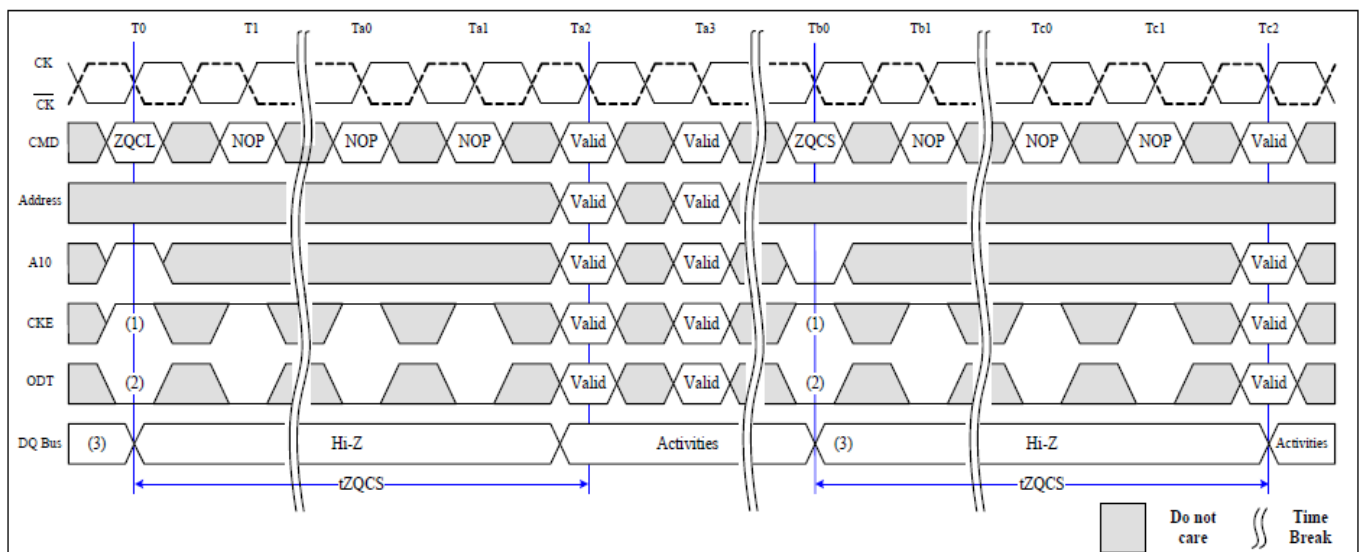 T0 T1 Ta0 Ta1 Ta2 Ta3 Tb0 Tb1 Tc0 Tc1 Tc2
CK
CK
CMD ZQCL NOP NOP NOP Valid Valid ZQCS NOP NOP NOP Valid
Address Valid Valid
A10 Valid Valid Valid
CKE (1) Valid Valid (1) Valid
ODT (2) Valid Valid (2) Valid
DQ Bus (3) Hi-Z Activities (3) Hi-Z Activities
tZQCS tZQCS
Do not care
Time Break